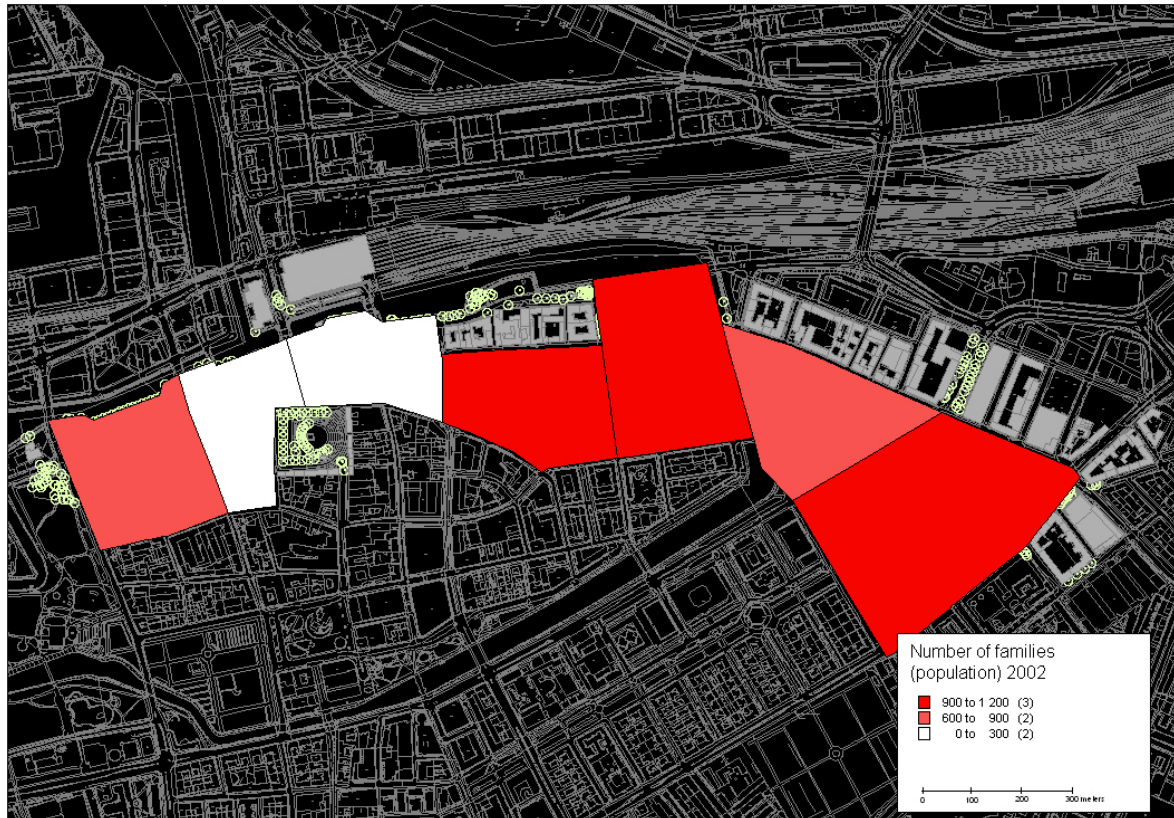 Number of families
(population) 2002
900 to 1 200 (3)
600 to 900 (2)
0 to 300 (2)
0 100 200 300 meters